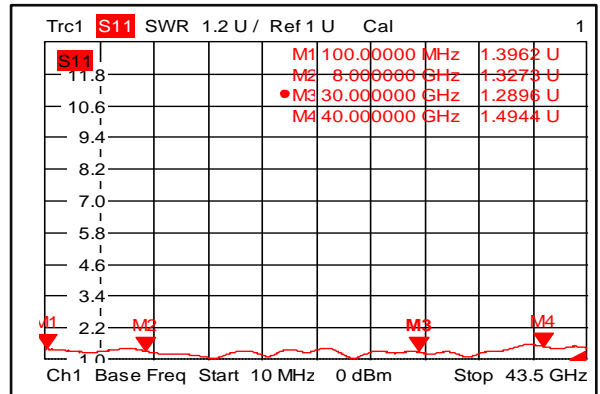 Trc1 S11 SWR 1.2 U / Ref 1 U Cal 1
S11
M1 100.00000 MHz 1.3962 U
M2 8.000000 GHz 1.3273 U
•M3 30.000000 GHz 1.2896 U
M4 40.000000 GHz 1.4944 U
11.8
10.6
9.4
8.2
7.0
5.8
4.6
3.4
2.2
1.0
M1 M2 M3 M4
Ch1 Base Freq Start 10 MHz 0 dBm Stop 43.5 GHz